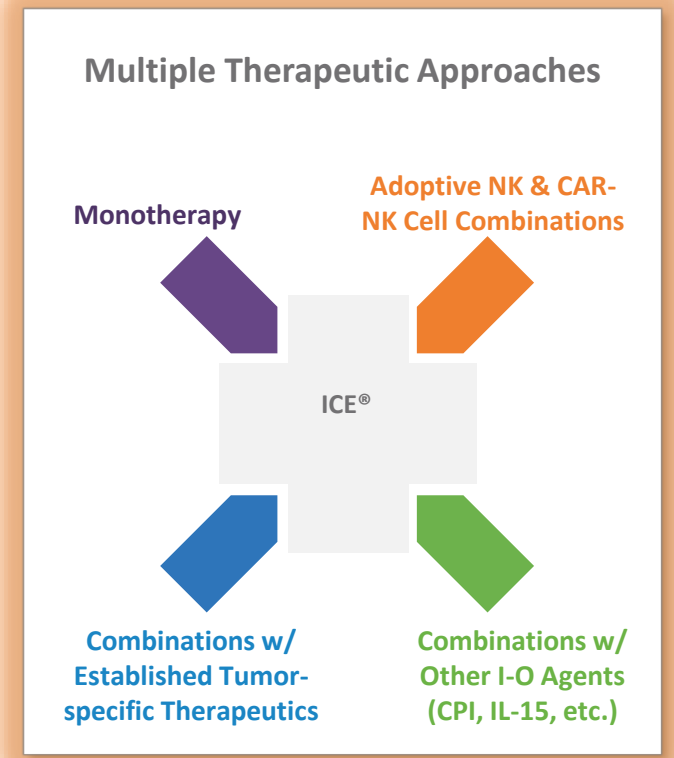 Multiple Therapeutic Approaches
Monotherapy
Adoptive NK & CAR-
NK Cell Combinations
ICE®
Combinations w/
Established Tumor-
specific Therapeutics
Combinations w/
Other I-O Agents
(CPI, IL-15, etc.)